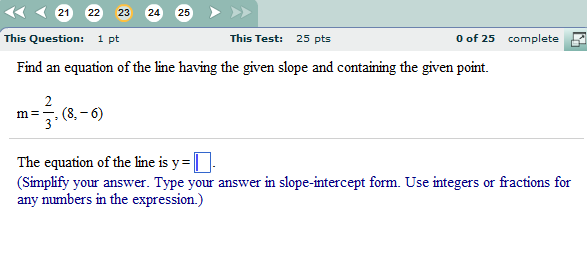 21 22 23 24 25
This Question: 1 pt This Test: 25 pts 0 of 25 complete
Find an equation of the line having the given slope and containing the given point.
m = 2/3, (8, − 6)
The equation of the line is y = .
(Simplify your answer. Type your answer in slope-intercept form. Use integers or fractions for
any numbers in the expression.)